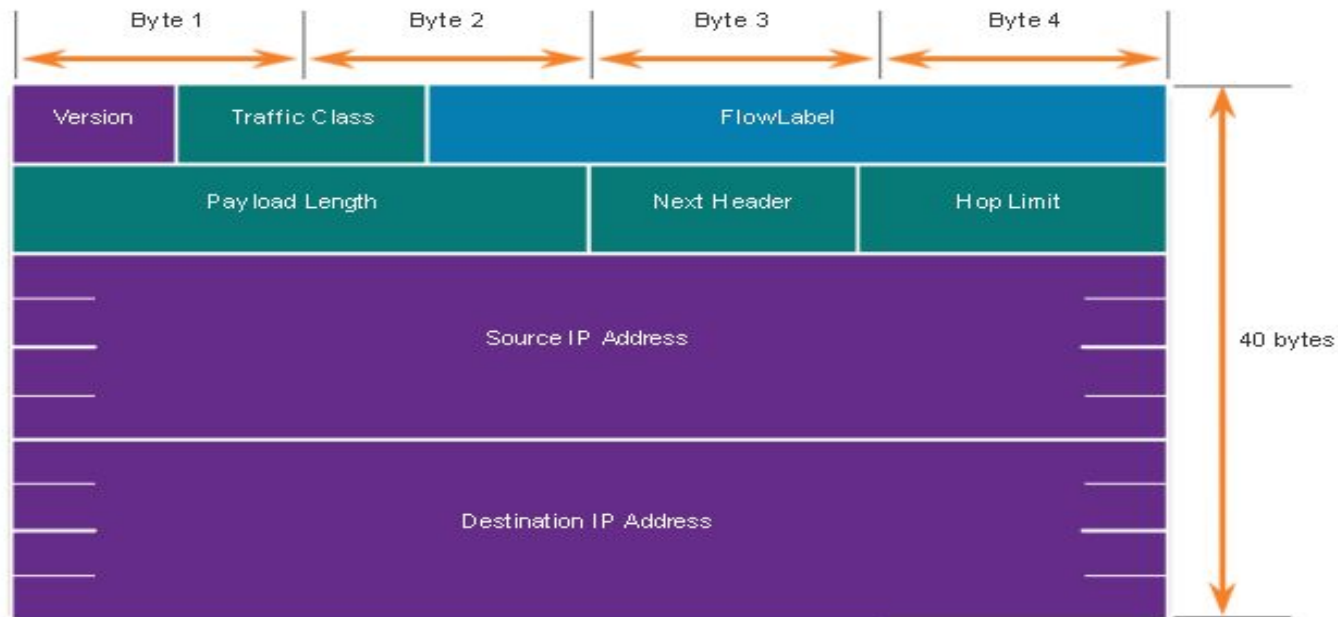 Byte 1 Byte 2 Byte 3 Byte 4
Version Traffic Class FlowLabel
Payload Length Next Header Hop Limit
Source IP Address
40 bytes
Destination IP Address